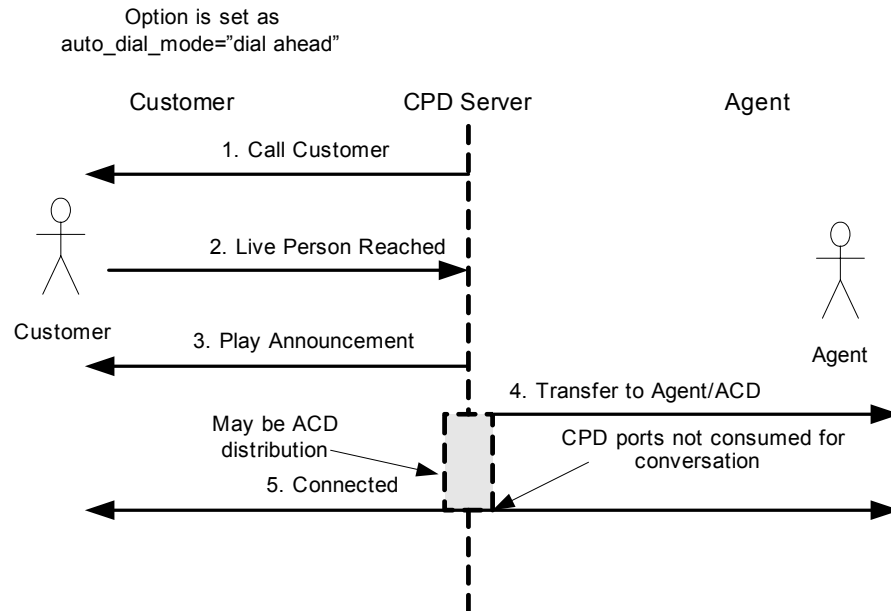 Option is set as
auto_dial_mode=”dial ahead”
Customer
CPD Server
Agent
1. Call Customer
2. Live Person Reached
Customer
3. Play Announcement
Agent
4. Transfer to Agent/ACD
May be ACD
distribution
CPD ports not consumed for
conversation
5. Connected